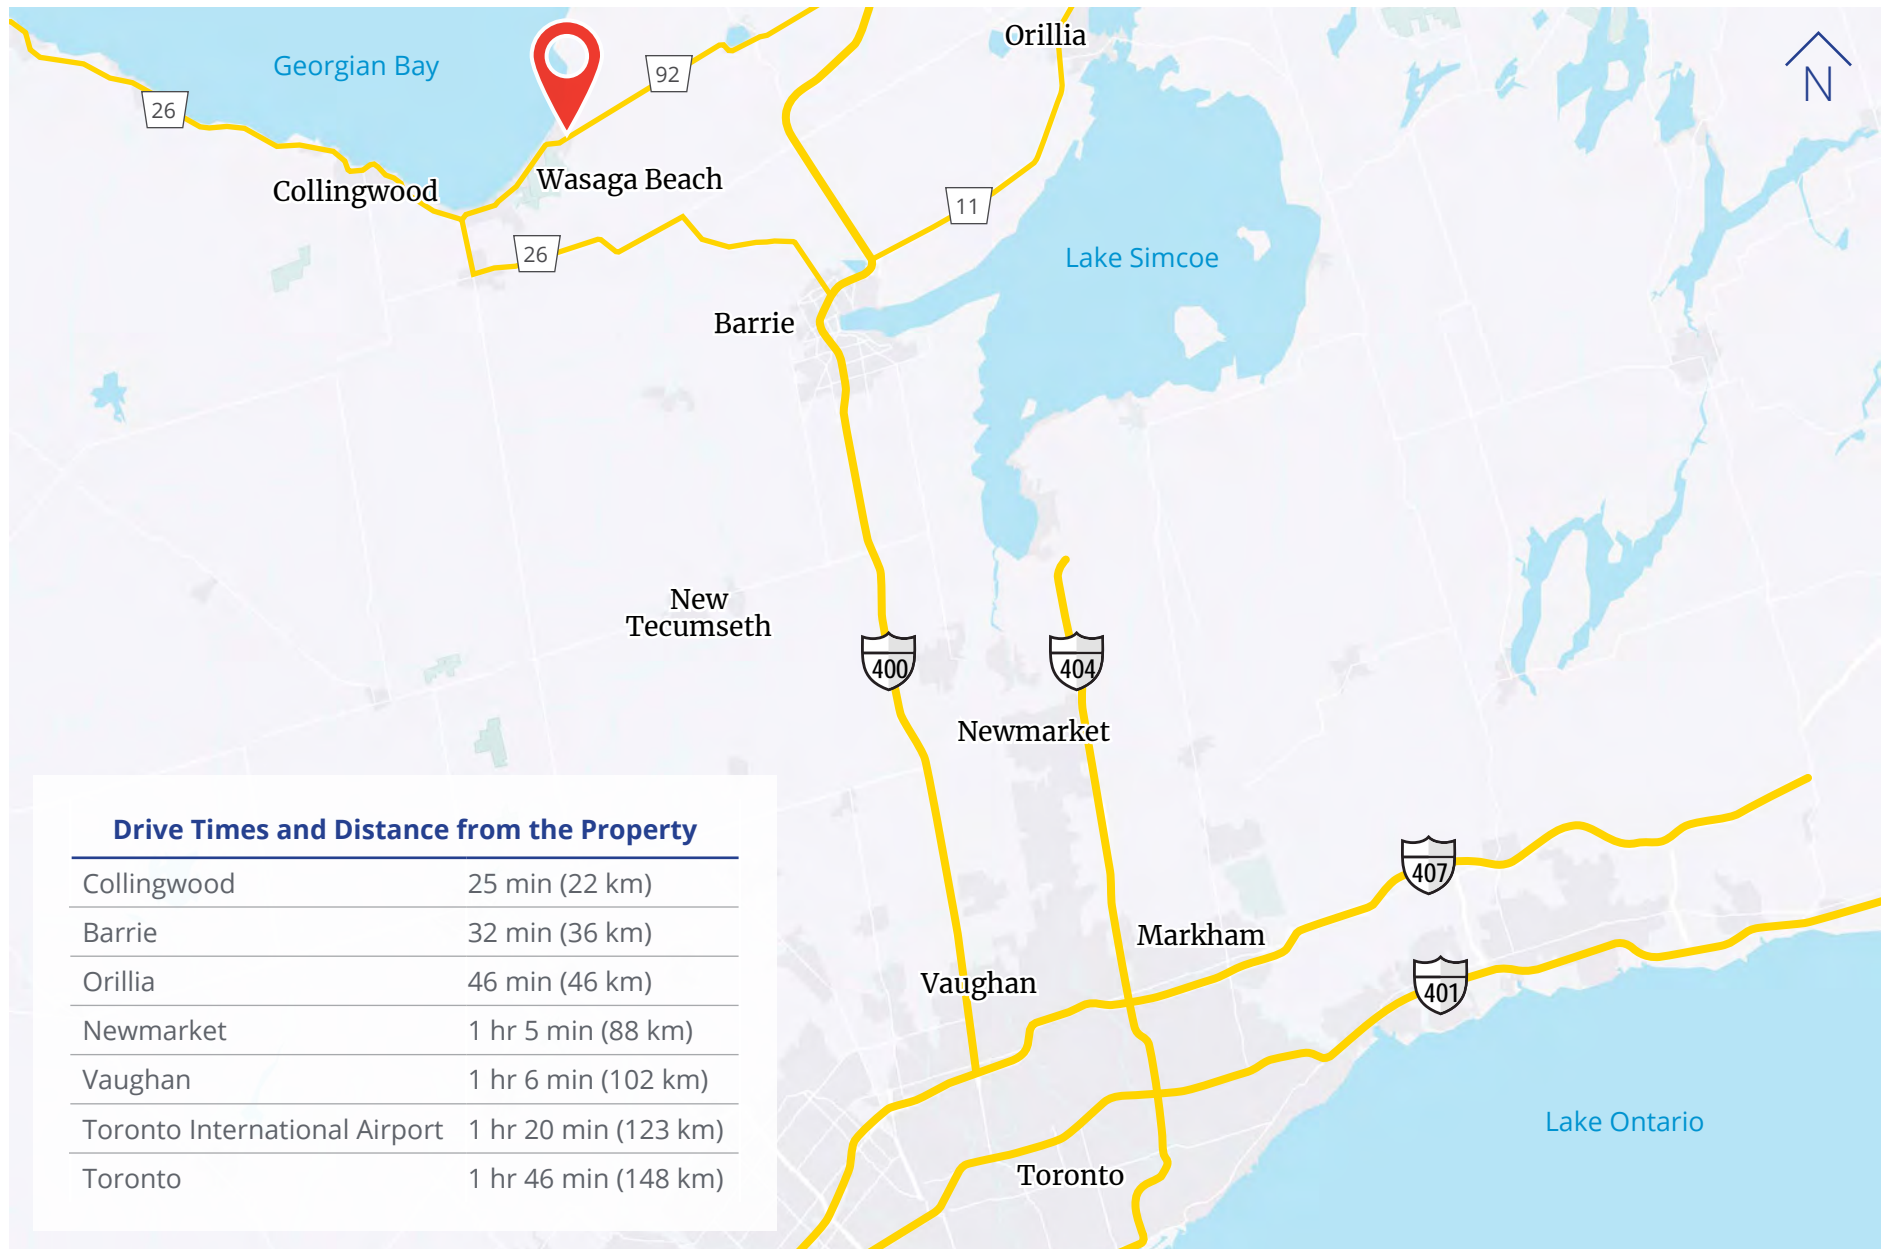 Orillia
Georgian Bay
92
N
26
Wasaga Beach
Collingwood
11
26
Lake Simcoe
Barrie
New
Tecumseth
400
404
Newmarket
Drive Times and Distance from the Property
Collingwood 25 min (22 km)
Barrie 32 min (36 km)
Orillia 46 min (46 km)
Newmarket 1 hr 5 min (88 km)
Vaughan 1 hr 6 min (102 km)
Toronto International Airport 1 hr 20 min (123 km)
Toronto 1 hr 46 min (148 km)
407
Markham
Vaughan
401
Lake Ontario
Toronto